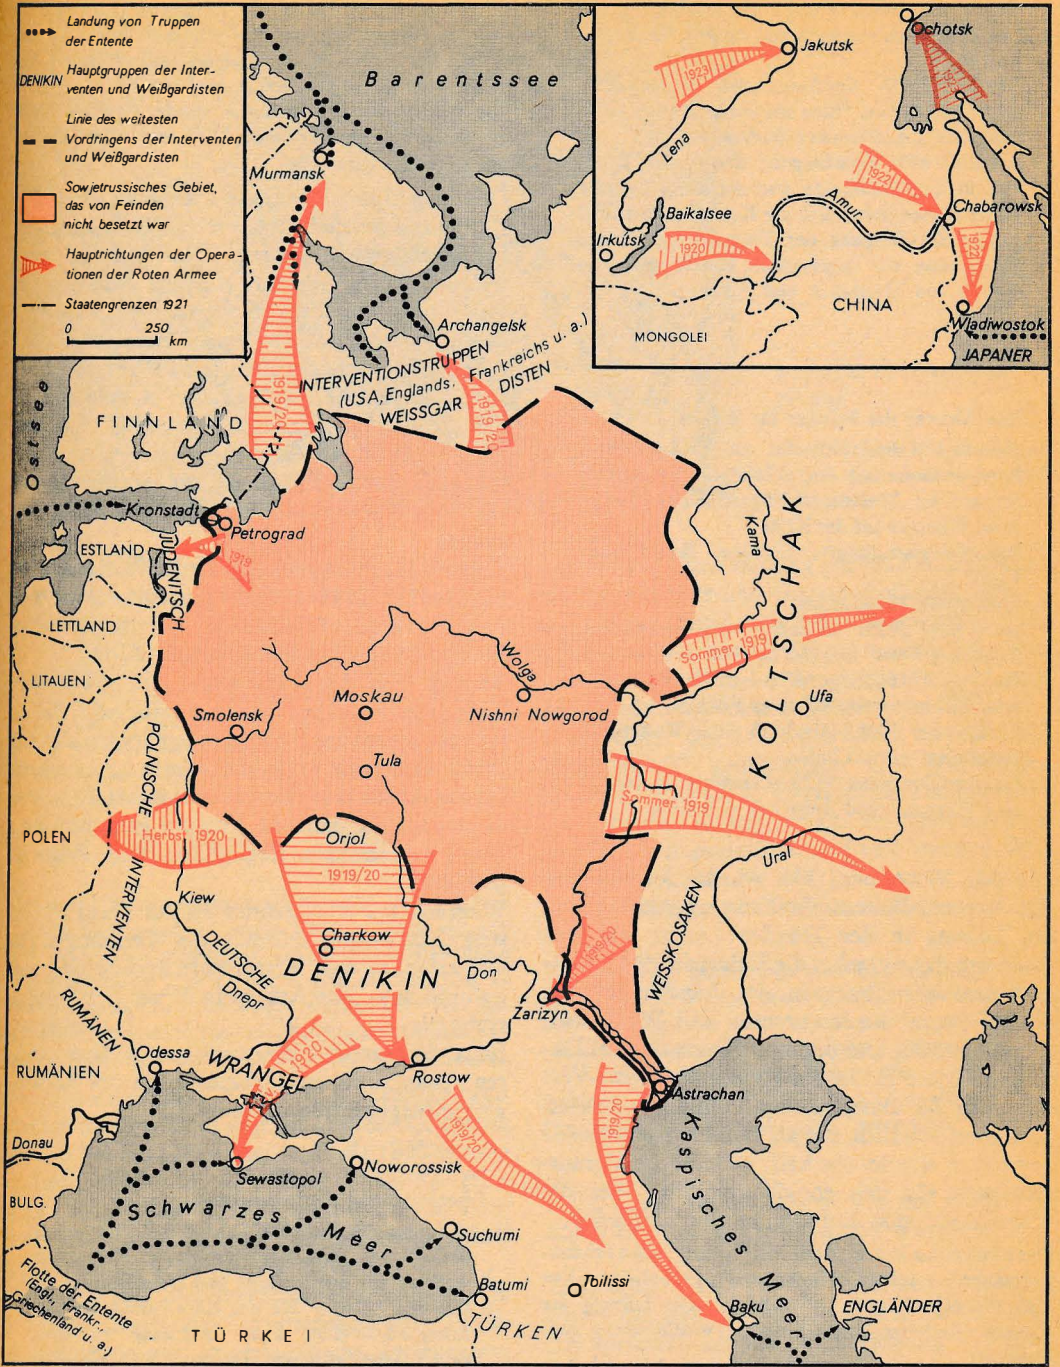 Landung von Truppen
der Entente
DENIKIN
Hauptgruppen der Inter-
venten und Weißgardisten
Linie des weitesten
Vordringens der Interventen
und Weißgardisten
Sowjetrussisches Gebiet,
das von Feinden
nicht besetzt war
Hauptrichtungen der Opera-
tionen der Roten Armee
Staatengrenzen 1921
0 250
km
Barentssee
Murmansk
Archangelsk
INTERVENTIONSTRUPPEN
(USA, Englands, Frankreichs u. a.)
WEISSGARDISTEN
1919/20
1919/20
Ochotsk
Jakutsk
1923
1923
Lena
1922
Amur
Chabarowsk
Baikalsee
Irkutsk
1920
1922
CHINA
MONGOLEI
Wladiwostok
JAPANER
Ostsee
FINNLAND
Kronstadt
Petrograd
ESTLAND
JUDENITSCH
1919
LETTLAND
LITAUEN
Kama
KOLTSCHAK
Sommer 1919
Wolga
Moskau
Nishni Nowgorod
Ufa
Smolensk
Tula
POLNISCHE
INTERVENTEN
Sommer 1919
POLEN
Herbst 1920
Orjol
Ural
1919/20
Kiew
Charkow
WEISSKOSAKEN
DEUTSCHE
DENIKIN
Don
1919/20
Dnepr
Zarizyn
RUMÄNEN
Odessa
WRANGEL
1920
RUMÄNIEN
Rostow
Astrachan
1919/20
1919/20
Donau
Sewastopol
Noworossisk
Kaspisches Meer
BULG.
Schwarzes Meer
Suchumi
Flotte der Entente
(Engl., Frankr.,
Griechenland u. a.)
Batumi
Tbilissi
Baku
ENGLÄNDER
TÜRKEI
TÜRKEN